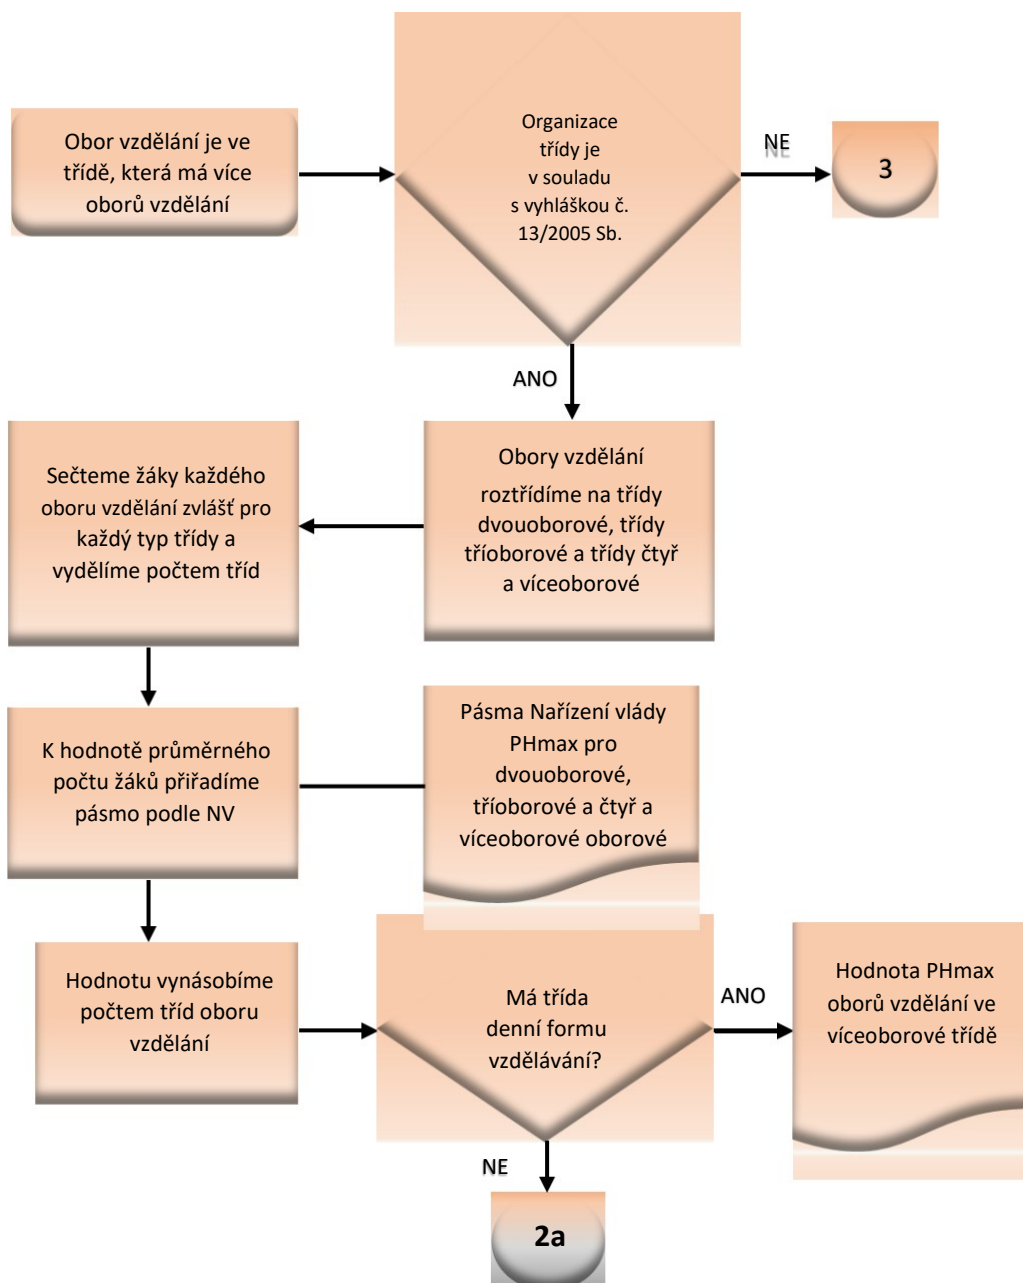 Obor vzdělání je ve
třídě, která má více
oborů vzdělání
Organizace
třídy je
v souladu
s vyhláškou č.
13/2005 Sb.
NE
3
ANO
Obory vzdělání
roztřídíme na třídy
dvouoborové, třídy
tříoborové a třídy čtyř
a víceoborové
Sečteme žáky každého
oboru vzdělání zvlášť pro
každý typ třídy a
vydělíme počtem tříd
K hodnotě průměrného
počtu žáků přiřadíme
pásmo podle NV
Pásma Nařízení vlády
PHmax pro
dvouoborové,
tříoborové a čtyř a
víceoborové oborové
Hodnotu vynásobíme
počtem tříd oboru
vzdělání
Má třída
denní formu
vzdělávání?
ANO
Hodnota PHmax
oborů vzdělání ve
víceoborové třídě
NE
2a